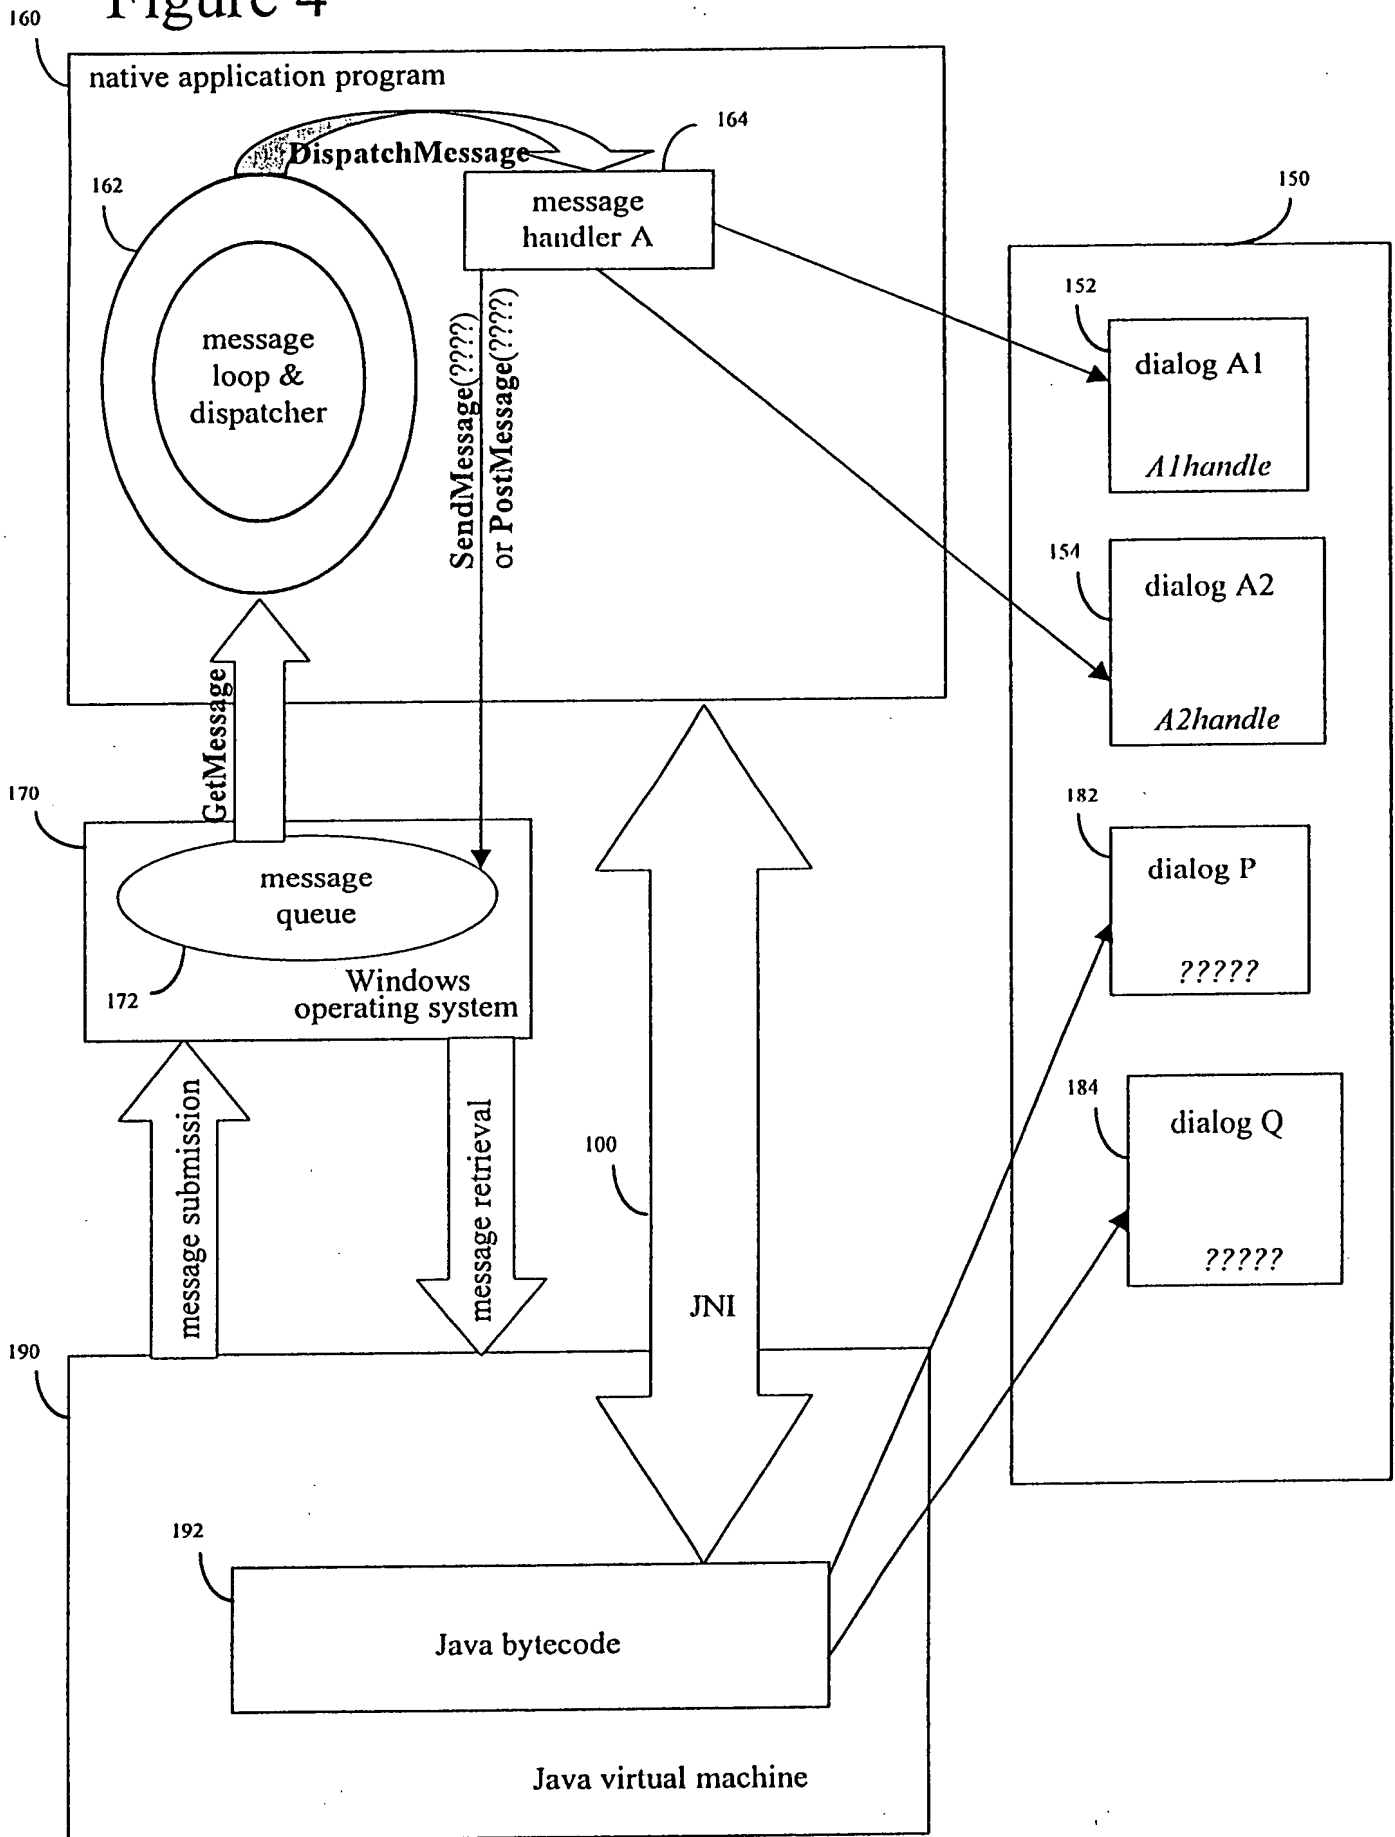 Figure 4
160
native application program
DispatchMessage
164
162
message
handler A
message
loop &
dispatcher
SendMessage(????)
or PostMessage(????)
150
152
dialog A1
A1handle
154
dialog A2
A2handle
GetMessage
170
message
queue
172
Windows
operating system
182
dialog P
?????
184
dialog Q
?????
message submission
message retrieval
100
JNI
190
192
Java bytecode
Java virtual machine